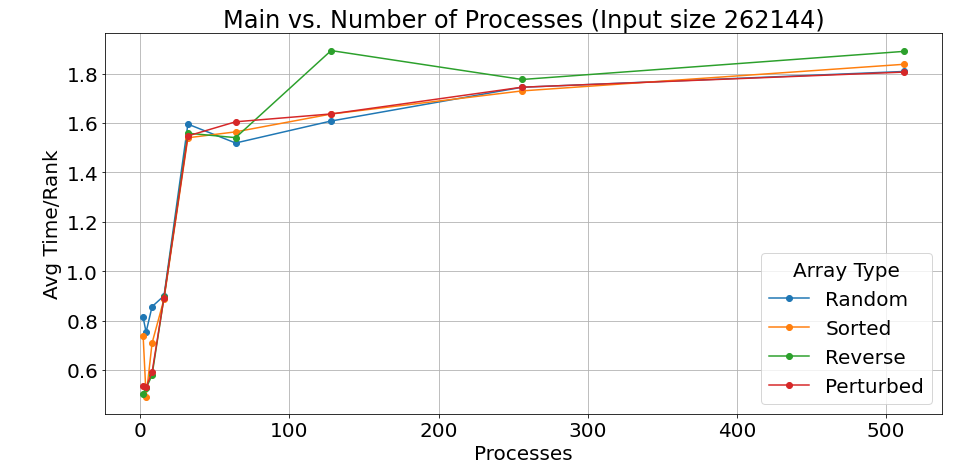 Main vs. Number of Processes (Input size 262144)
Avg Time/Rank
1.8
1.6
1.4
1.2
1.0
0.8
0.6
Array Type
Random
Sorted
Reverse
Perturbed
0 100 200 300 400 500
Processes